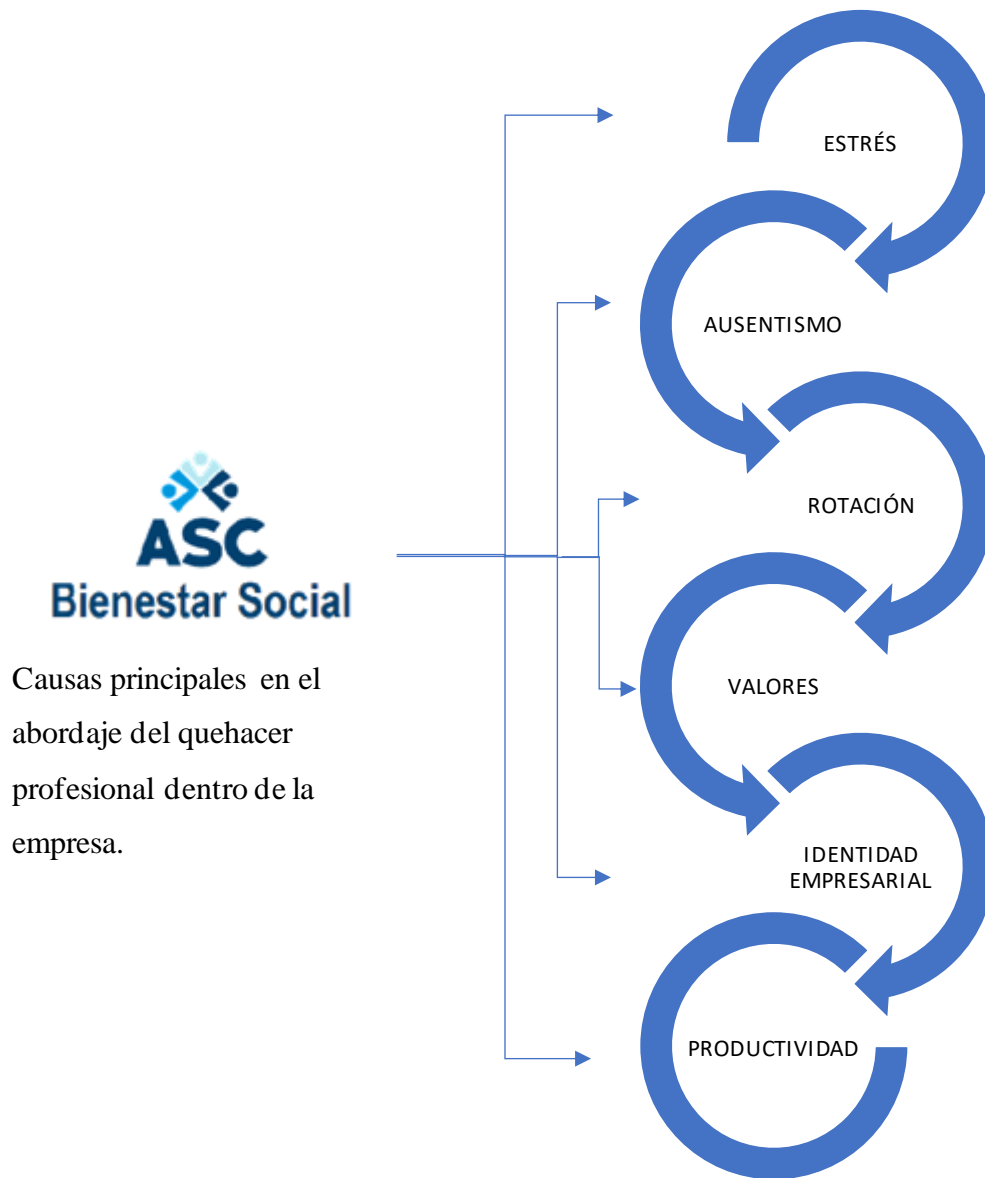 ESTRÉS
AUSENTISMO
ROTACIÓN
ASC
Bienestar Social
Causas principales en el
abordaje del quehacer
profesional dentro de la
empresa.
VALORES
IDENTIDAD
EMPRESARIAL
PRODUCTIVIDAD